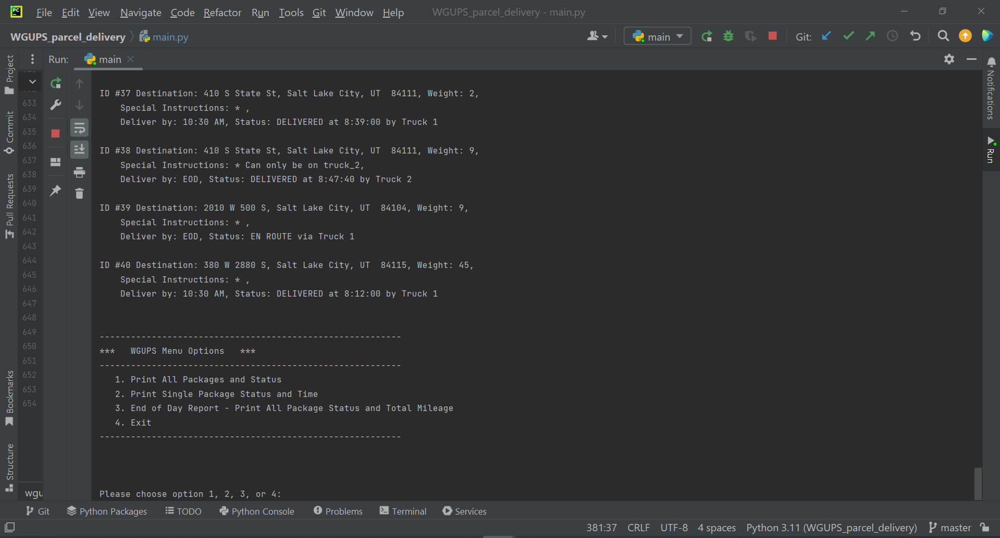 PC File Edit View Navigate Code Refactor Run Tools Git Window Help WGUPS_parcel_delivery - main.py
WGUPS_parcel_delivery main.py main Git:
Project
Commit
Pull Requests
Bookmarks
Structure
Run: main
633
634
635
636
637
638
639
640
641
642
643
644
645
646
647
648
649
650
651
652
653
654
wgu
ID #37 Destination: 410 S State St, Salt Lake City, UT  84111, Weight: 2,
    Special Instructions: * ,
    Deliver by: 10:30 AM, Status: DELIVERED at 8:39:00 by Truck 1
ID #38 Destination: 410 S State St, Salt Lake City, UT  84111, Weight: 9,
    Special Instructions: * Can only be on truck_2,
    Deliver by: EOD, Status: DELIVERED at 8:47:40 by Truck 2
ID #39 Destination: 2010 W 500 S, Salt Lake City, UT  84104, Weight: 9,
    Special Instructions: * ,
    Deliver by: EOD, Status: EN ROUTE via Truck 1
ID #40 Destination: 380 W 2880 S, Salt Lake City, UT  84115, Weight: 45,
    Special Instructions: * ,
    Deliver by: 10:30 AM, Status: DELIVERED at 8:12:00 by Truck 1
----------------------------------------------------------
***   WGUPS Menu Options   ***
----------------------------------------------------------
   1. Print All Packages and Status
   2. Print Single Package Status and Time
   3. End of Day Report - Print All Package Status and Total Mileage
   4. Exit
----------------------------------------------------------
Please choose option 1, 2, 3, or 4:
Notifications
Run
Git Python Packages TODO Python Console Problems Terminal Services
381:37 CRLF UTF-8 4 spaces Python 3.11 (WGUPS_parcel_delivery) master